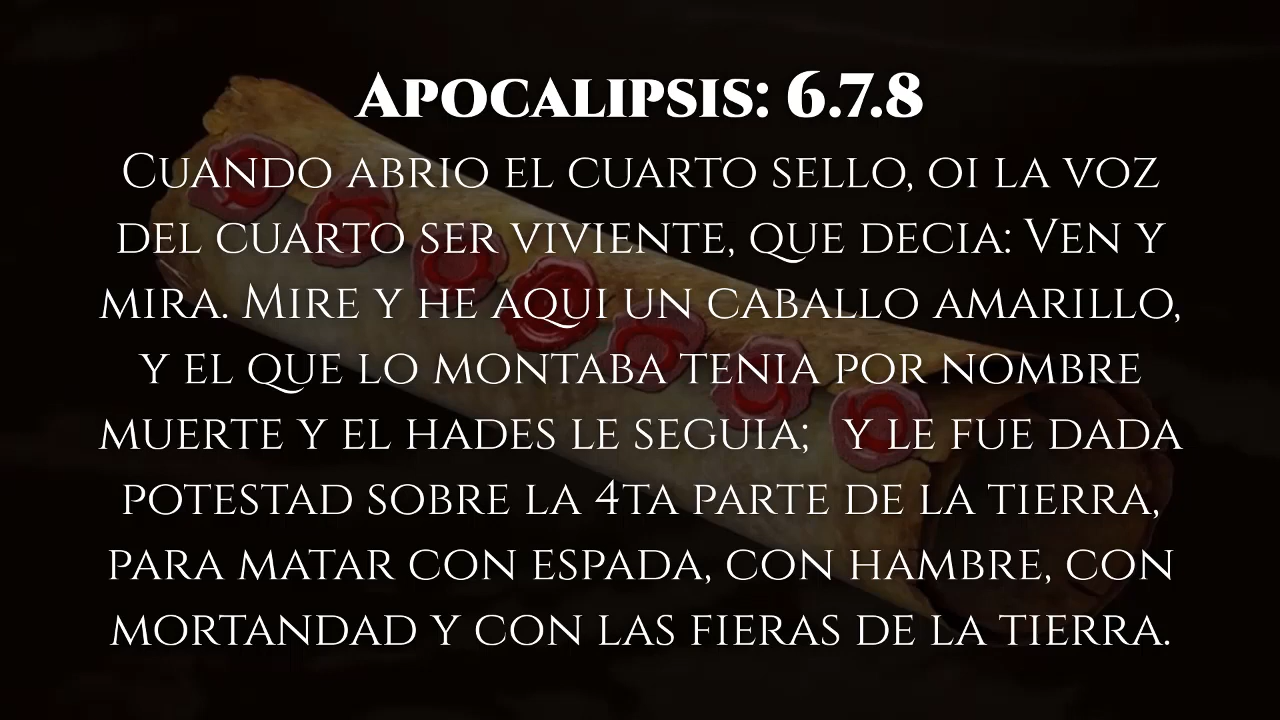 Apocalipsis: 6.7.8
Cuando abrio el cuarto sello, oi la voz
del cuarto ser viviente, que decia: Ven y
mira. Mire y he aqui un caballo amarillo,
y el que lo montaba tenia por nombre
muerte y el hades le seguia; y le fue dada
potestad sobre la 4ta parte de la tierra,
para matar con espada, con hambre, con
mortandad y con las fieras de la tierra.